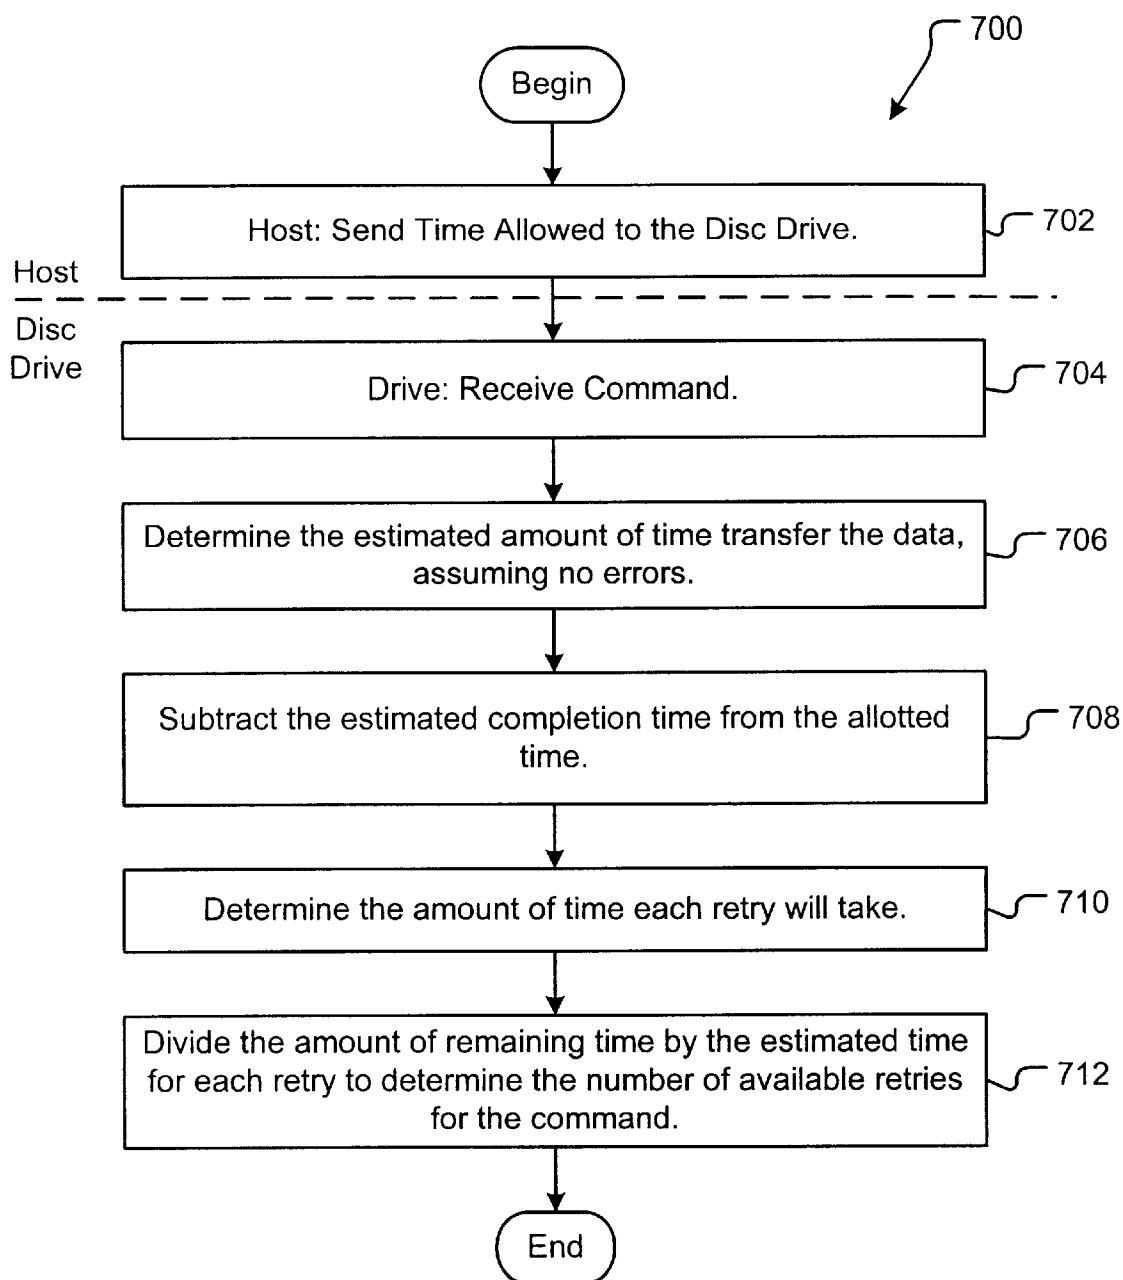 700
Begin
Host: Send Time Allowed to the Disc Drive.
702
Host
Disc
Drive
Drive: Receive Command.
704
Determine the estimated amount of time transfer the data,
assuming no errors.
706
Subtract the estimated completion time from the allotted
time.
708
Determine the amount of time each retry will take.
710
Divide the amount of remaining time by the estimated time
for each retry to determine the number of available retries
for the command.
712
End